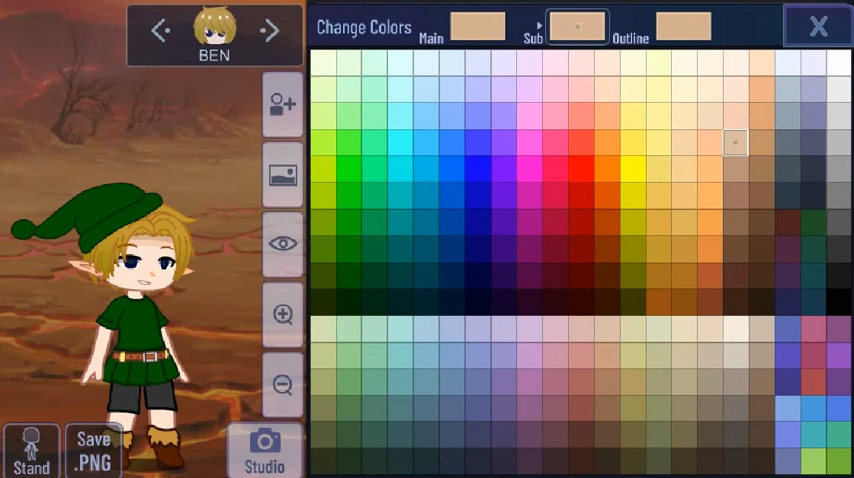 BEN
Change Colors
Main
Sub
Outline
X
Stand
Save
.PNG
Studio